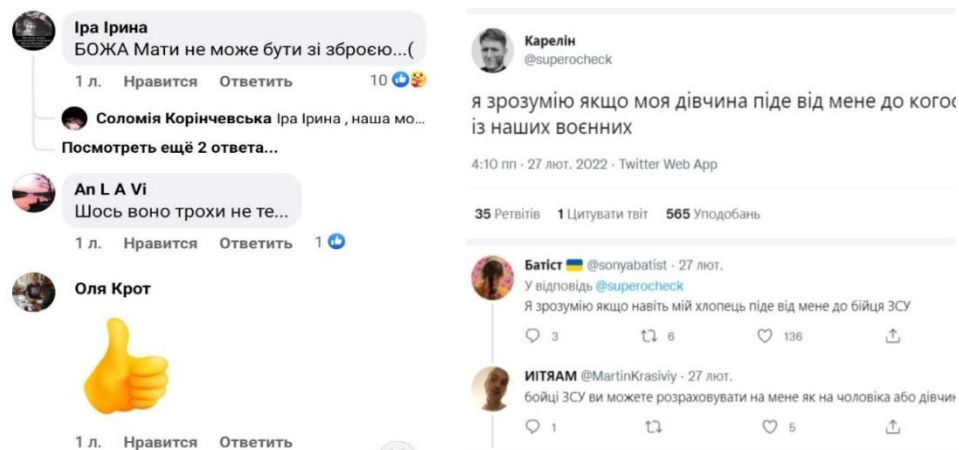 Іра Ірина
БОЖА Мати не може бути зі зброєю...(
1 л. Нравится Ответить 10
Соломія Корінчевська Іра Ірина , наша мо...
Посмотреть ещё 2 ответа...
An L A Vi
Шось воно трохи не те...
1 л. Нравится Ответить 1
Оля Крот
1 л. Нравится Ответить
Карелін
@superocheck
я зрозумію якщо моя дівчина піде від мене до когос
із наших воєнних
4:10 пп · 27 лют. 2022 · Twitter Web App
35 Ретвітів 1 Цитувати твіт 565 Уподобань
Батіст @sonyabatist · 27 лют.
У відповідь @superocheck
Я зрозумію якщо навіть мій хлопець піде від мене до бійця ЗСУ
3 6 136
ИІТЯАМ @MartinKrasiviy · 27 лют.
бойці ЗСУ ви можете розраховувати на мене як на чоловіка або дівчин
1 5